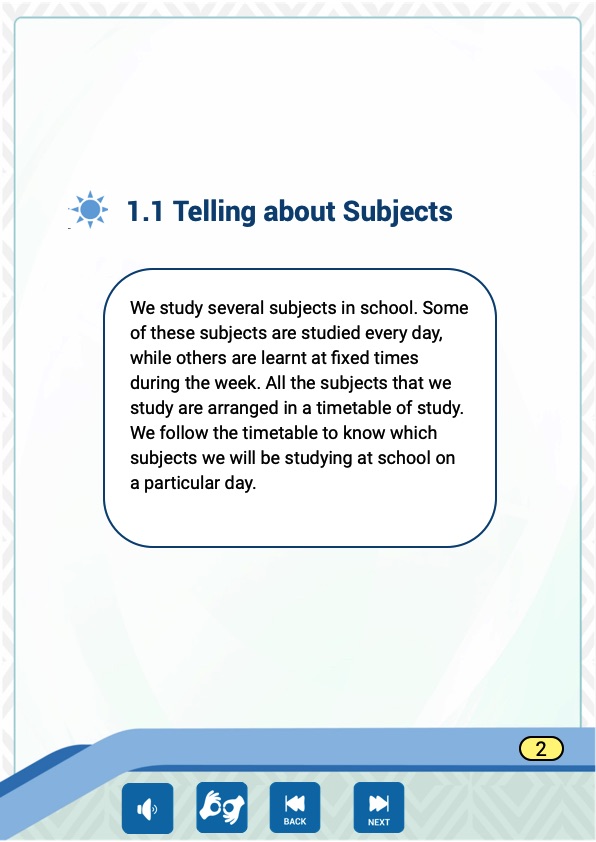 1.1 Telling about Subjects
We study several subjects in school. Some
of these subjects are studied every day,
while others are learnt at fixed times
during the week. All the subjects that we
study are arranged in a timetable of study.
We follow the timetable to know which
subjects we will be studying at school on
a particular day.
2
BACK
NEXT